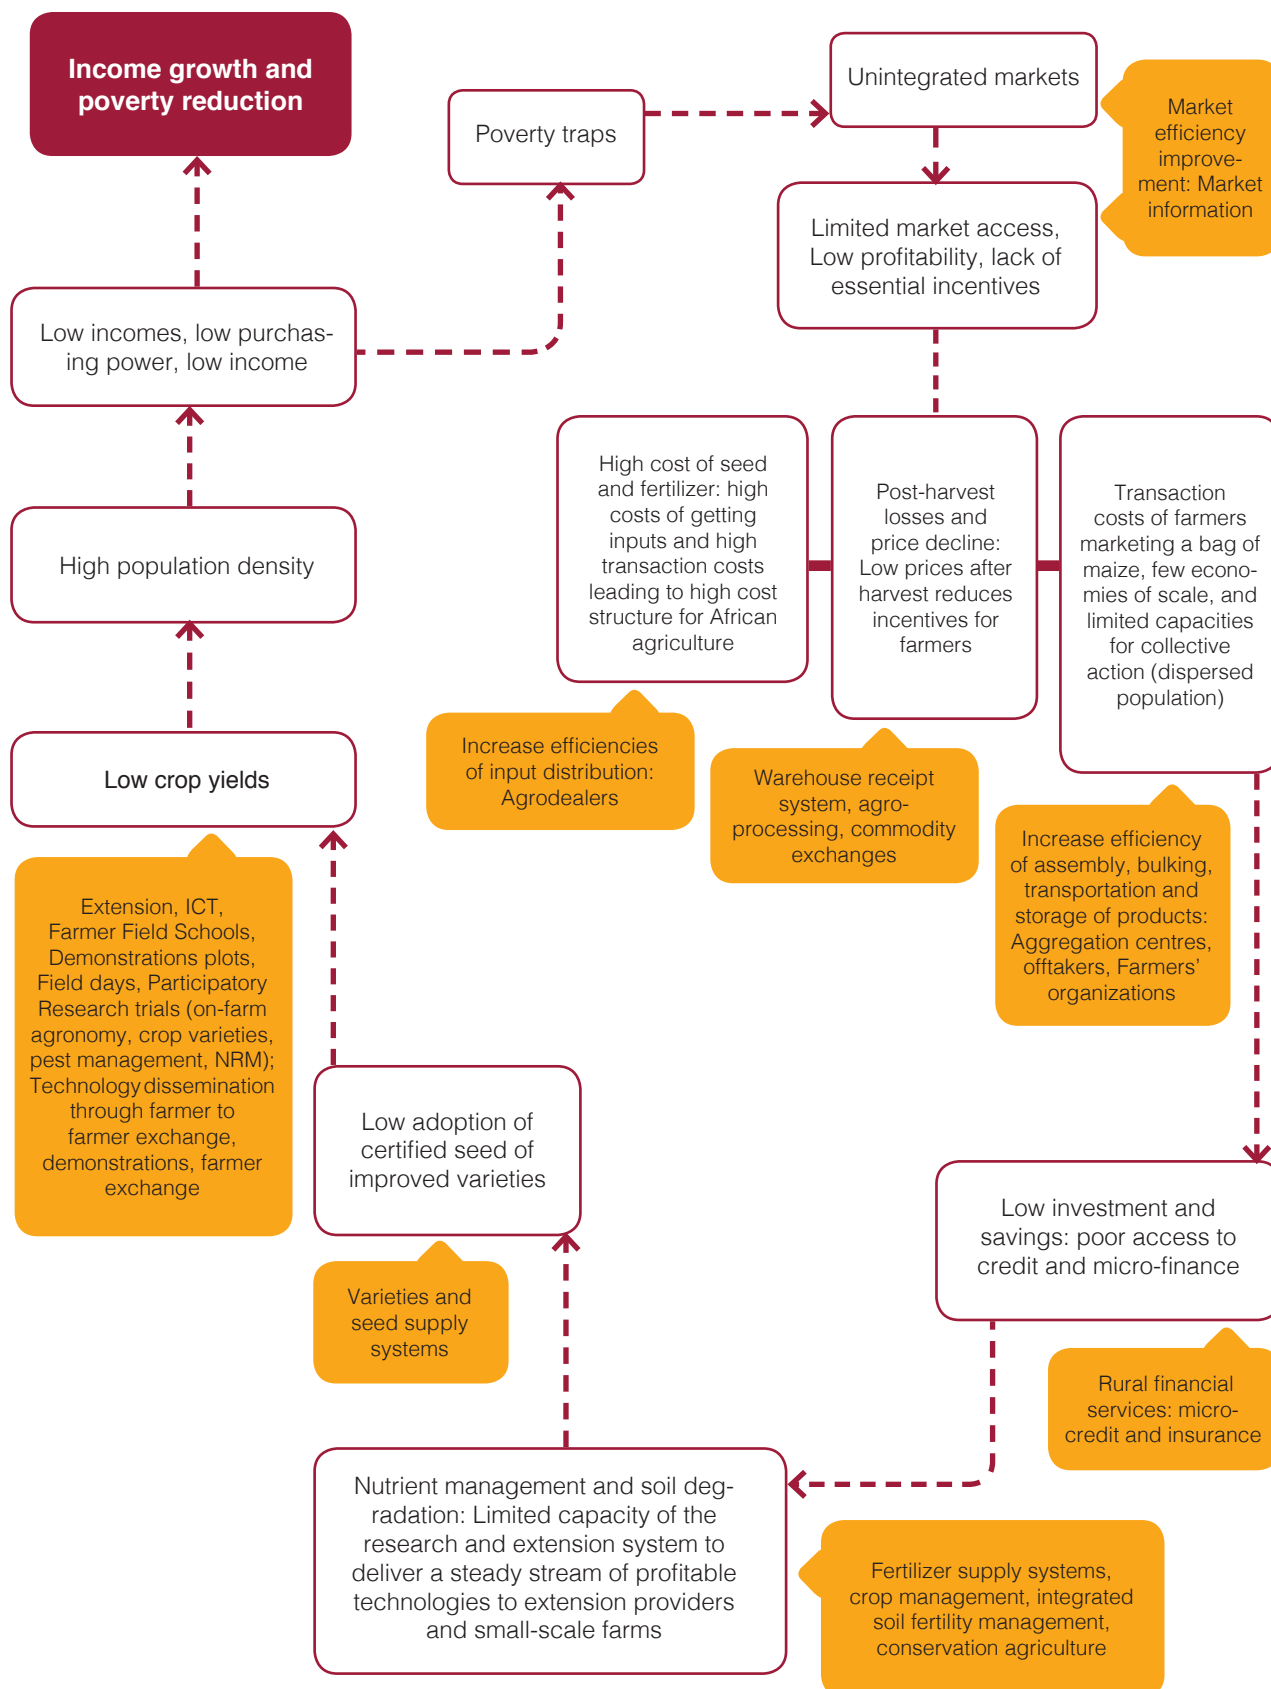 Income growth and
poverty reduction
Poverty traps
Unintegrated markets
Market
efficiency
improve-
ment: Market
information
Limited market access,
Low profitability, lack of
essential incentives
Low incomes, low purchas-
ing power, low income
High cost of seed
and fertilizer: high
costs of getting
inputs and high
transaction costs
leading to high cost
structure for African
agriculture
Post-harvest
losses and
price decline:
Low prices after
harvest reduces
incentives for
farmers
Transaction
costs of farmers
marketing a bag of
maize, few econo-
mies of scale, and
limited capacities
for collective
action (dispersed
population)
High population density
Increase efficiencies
of input distribution:
Agrodealers
Warehouse receipt
system, agro-
processing, commodity
exchanges
Increase efficiency
of assembly, bulking,
transportation and
storage of products:
Aggregation centres,
offtakers, Farmers’
organizations
Low crop yields
Extension, ICT,
Farmer Field Schools,
Demonstrations plots,
Field days, Participatory
Research trials (on-farm
agronomy, crop varieties,
pest management, NRM);
Technology dissemination
through farmer to
farmer exchange,
demonstrations, farmer
exchange
Low adoption of
certified seed of
improved varieties
Varieties and
seed supply
systems
Low investment and
savings: poor access to
credit and micro-finance
Rural financial
services: micro-
credit and insurance
Nutrient management and soil deg-
radation: Limited capacity of the
research and extension system to
deliver a steady stream of profitable
technologies to extension providers
and small-scale farms
Fertilizer supply systems,
crop management, integrated
soil fertility management,
conservation agriculture